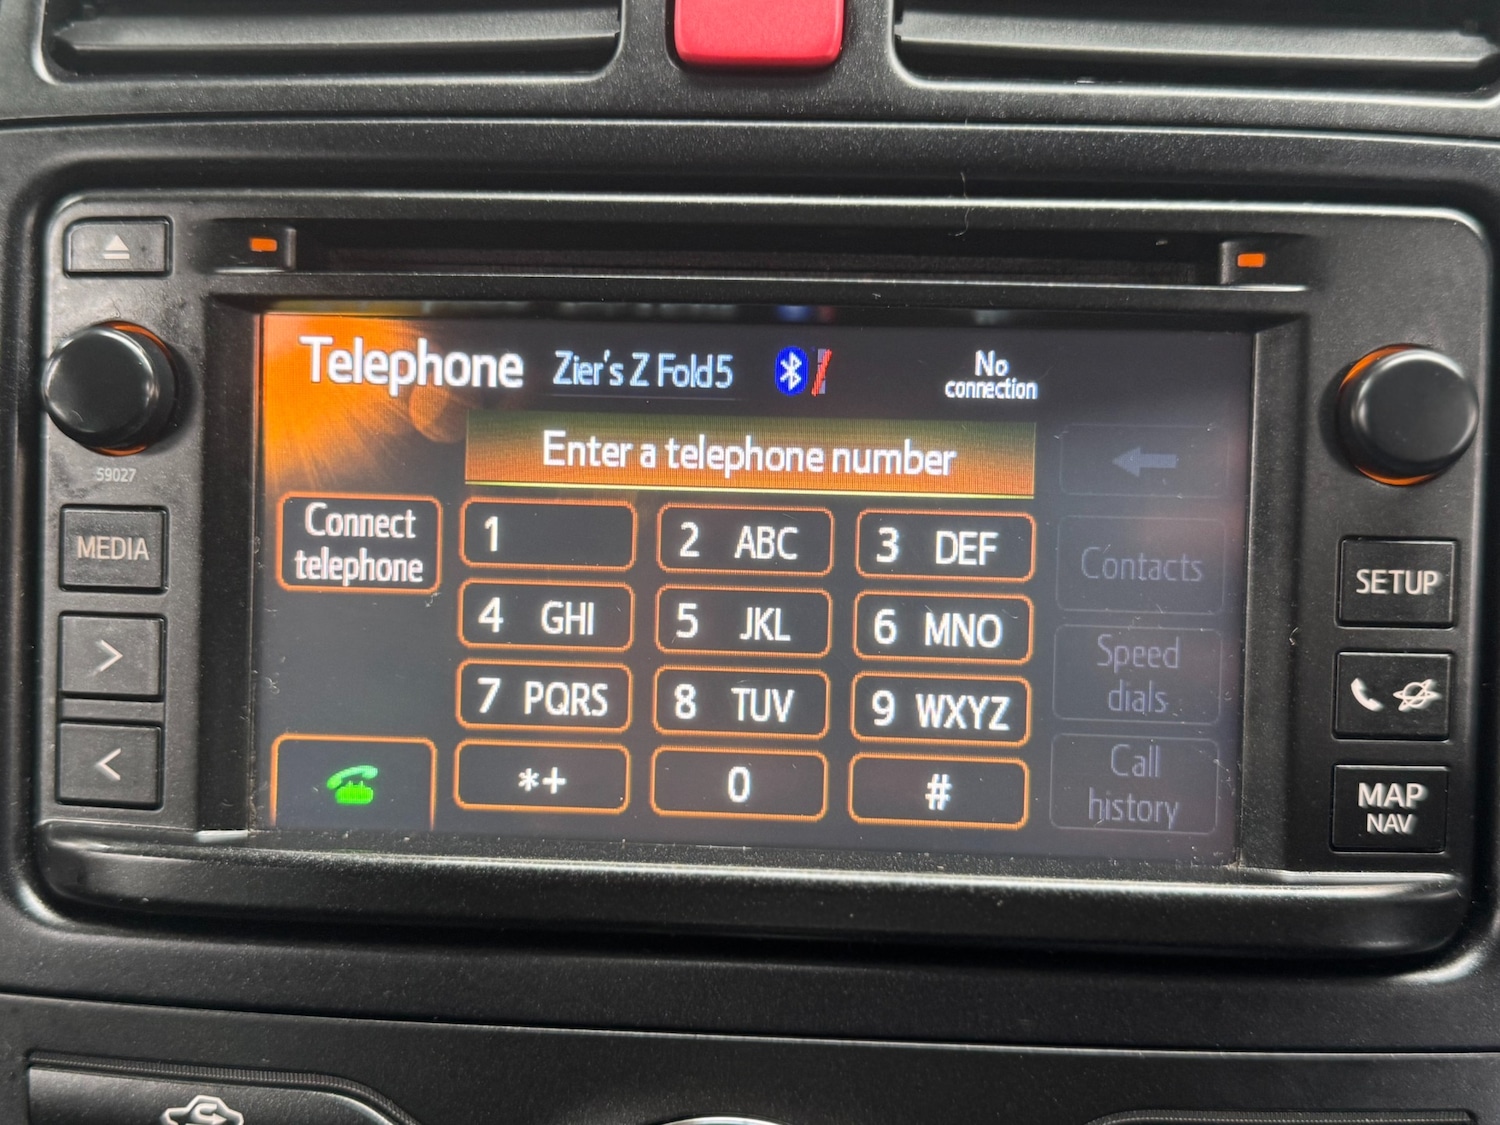 Telephone Zier's Z Fold5 No
connection
Enter a telephone number
59027
MEDIA
Connect
telephone
1
2 ABC
3 DEF
4 GHI
5 JKL
6 MNO
7 PQRS
8 TUV
9 WXYZ
*+
0
#
Contacts
Speed
dials
Call
history
SETUP
MAP
NAV